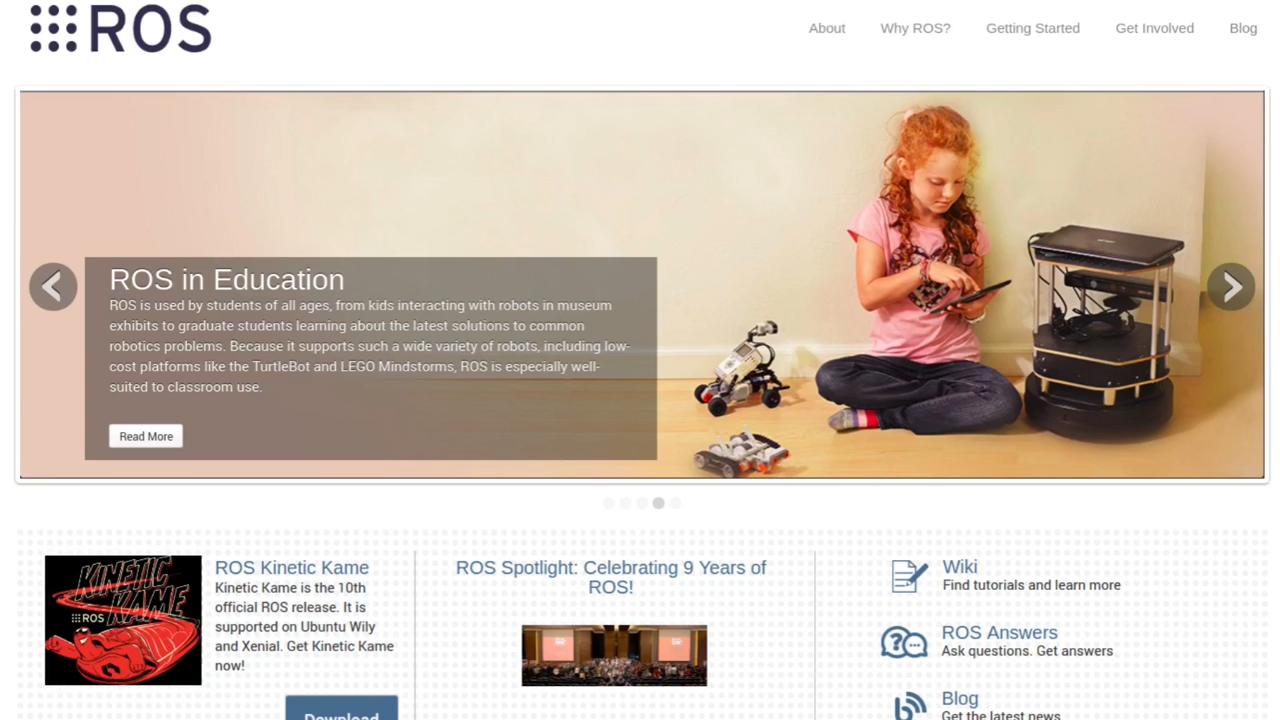 ROS
About Why ROS? Getting Started Get Involved Blog
ROS in Education
ROS is used by students of all ages, from kids interacting with robots in museum
exhibits to graduate students learning about the latest solutions to common
robotics problems. Because it supports such a wide variety of robots, including low-
cost platforms like the TurtleBot and LEGO Mindstorms, ROS is especially well-
suited to classroom use.
Read More
KINETIC
KAME
ROS
ROS Kinetic Kame
Kinetic Kame is the 10th
official ROS release. It is
supported on Ubuntu Wily
and Xenial. Get Kinetic Kame
now!
Download
ROS Spotlight: Celebrating 9 Years of
ROS!
Wiki
Find tutorials and learn more
ROS Answers
Ask questions. Get answers
Blog
Get the latest news